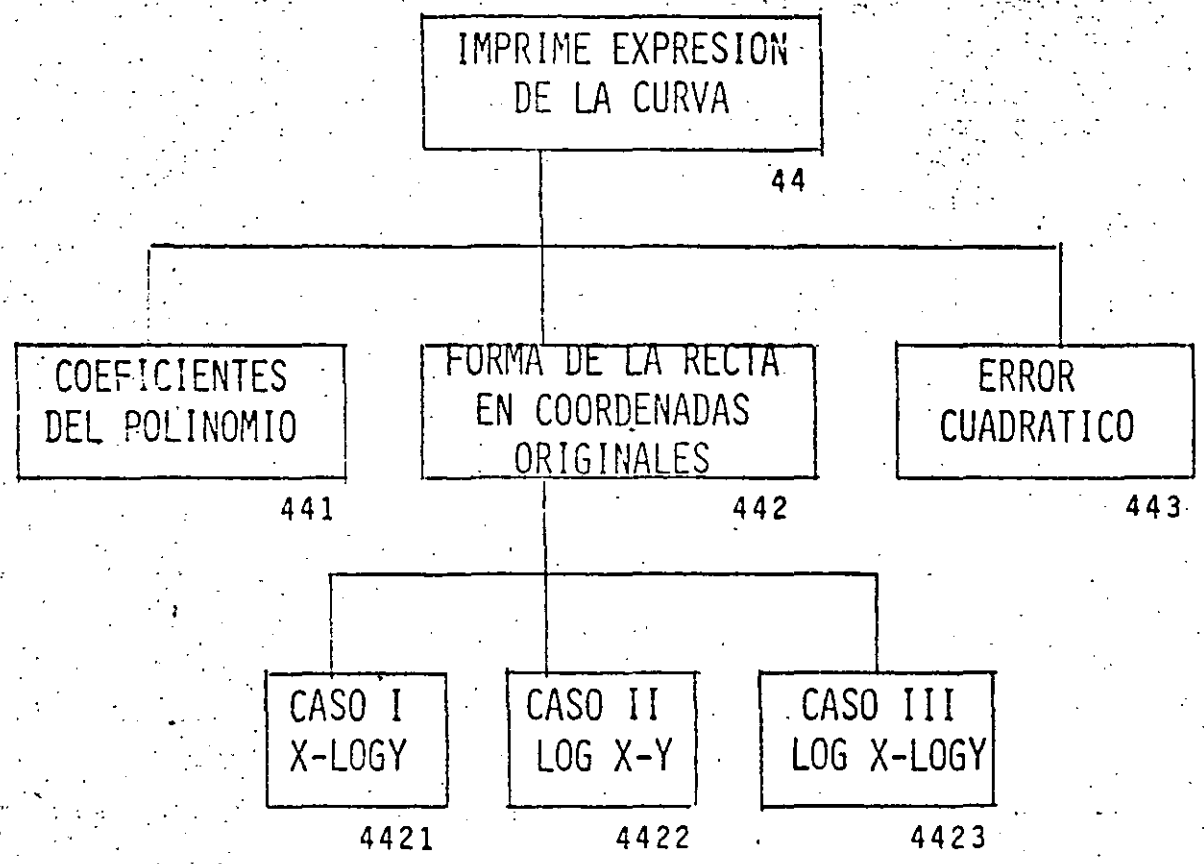 IMPRIME EXPRESION
DE LA CURVA
44
COEFICIENTES
DEL POLINOMIO
441
FORMA DE LA RECTA
EN COORDENADAS
ORIGINALES
442
ERROR
CUADRATICO
443
CASO I
X-LOGY
4421
CASO II
LOG X-Y
4422
CASO III
LOG X-LOGY
4423